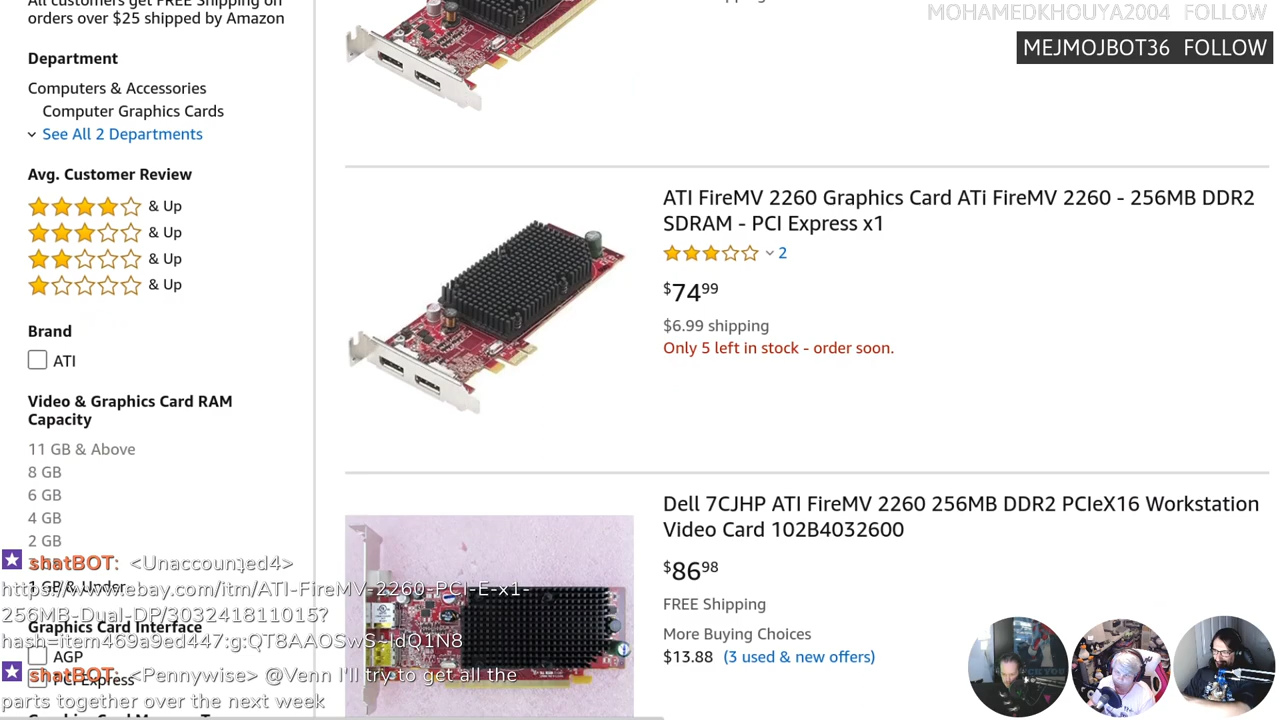 All customers get FREE Shipping on
orders over $25 shipped by Amazon
Department
Computers & Accessories
Computer Graphics Cards
See All 2 Departments
Avg. Customer Review
& Up
& Up
& Up
& Up
Brand
ATI
Video & Graphics Card RAM
Capacity
11 GB & Above
8 GB
6 GB
4 GB
2 GB
1 GB & Under
Graphics Card Interface
AGP
PCI Express
MOHAMEDKHOUYA2004 FOLLOW
MEJMOJBOT36 FOLLOW
ATI FireMV 2260 Graphics Card ATi FireMV 2260 - 256MB DDR2
SDRAM - PCI Express x1
2
$74.99
$6.99 shipping
Only 5 left in stock - order soon.
Dell 7CJHP ATI FireMV 2260 256MB DDR2 PCIeX16 Workstation
Video Card 102B4032600
$86.98
FREE Shipping
More Buying Choices
$13.88 (3 used & new offers)
shatBOT: <Unaccounted4>
https://www.ebay.com/itm/ATI-FireMV-2260-PCI-E-x1-
256MB-Dual-DP/303241811015?
hash=item469a9ed447:g:QT8AAOSwS~IdQ1N8
shatBOT: <Pennywise> @Venn I'll try to get all the
parts together over the next week